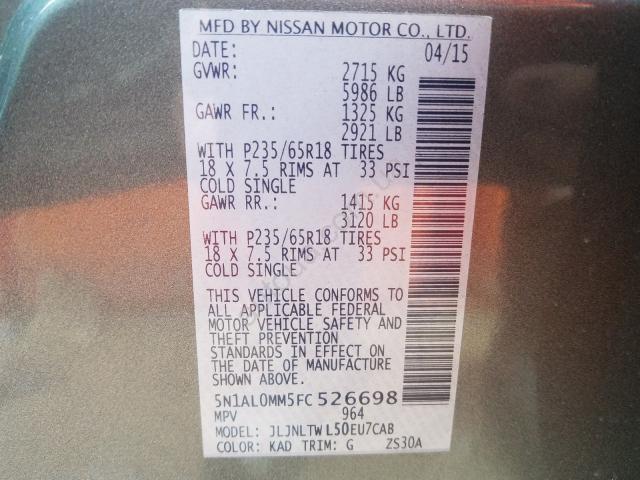 MFD BY NISSAN MOTOR CO., LTD.
DATE: 04/15
GVWR: 2715 KG
5986 LB
GAWR FR.: 1325 KG
2921 LB
WITH P235/65R18 TIRES
18 X 7.5 RIMS AT 33 PSI
COLD SINGLE
GAWR RR.: 1415 KG
3120 LB
WITH P235/65R18 TIRES
18 X 7.5 RIMS AT 33 PSI
COLD SINGLE
THIS VEHICLE CONFORMS TO
ALL APPLICABLE FEDERAL
MOTOR VEHICLE SAFETY AND
THEFT PREVENTION
STANDARDS IN EFFECT ON
THE DATE OF MANUFACTURE
SHOWN ABOVE.
5N1AL0MM5FC526698
MPV 964
MODEL: JLJNLTWL50EU7CAB
COLOR: KAD TRIM: G ZS30A